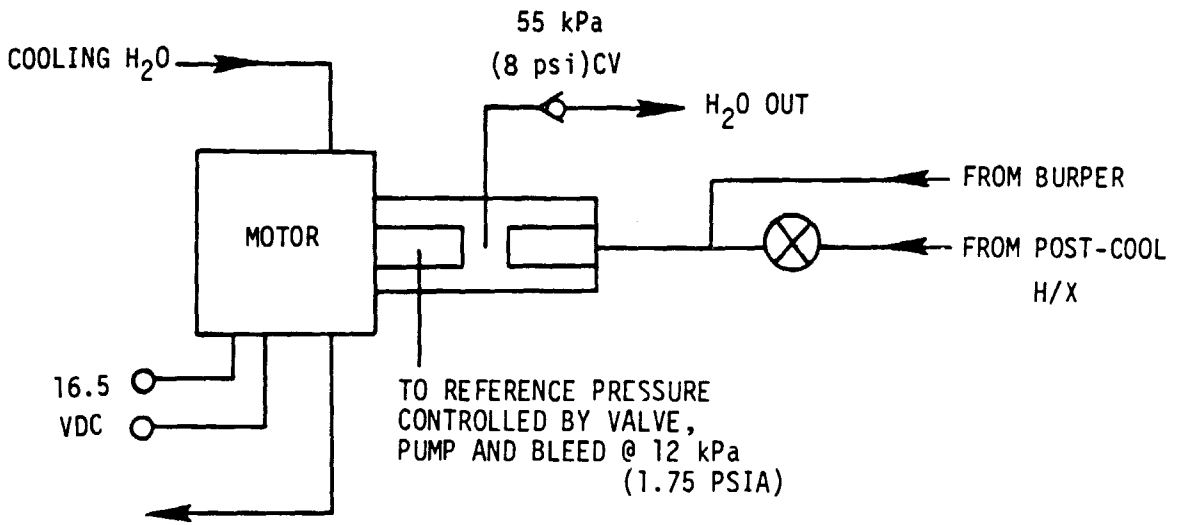 55 kPa
(8 psi)CV
COOLING H2O
H2O OUT
FROM BURPER
MOTOR
FROM POST-COOL
H/X
16.5
VDC
TO REFERENCE PRESSURE
CONTROLLED BY VALVE,
PUMP AND BLEED @ 12 kPa
(1.75 PSIA)